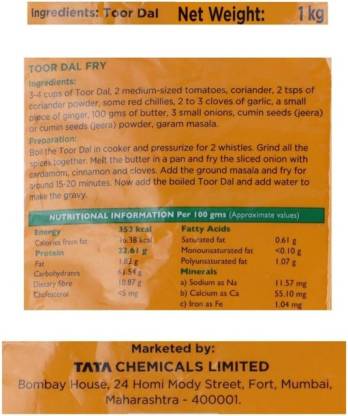 Ingredients: Toor Dal Net Weight: 1 kg
TOOR DAL FRY
Ingredients:
3-4 cups of Toor Dal, 2 medium-sized tomatoes, coriander, 2 tsps of
coriander powder, some red chillies, 2 to 3 cloves of garlic, a small
piece of ginger, 100 gms of butter, 3 small onions, cumin seeds (jeera)
or cumin seeds (jeera) powder, garam masala.
Preparation:
Boil the Toor Dal in cooker and pressurize for 2 whistles. Grind all the
spices together. Melt the butter in a pan and fry the sliced onion with
cardamom, cinnamon and cloves. Add the ground masala and fry for
around 15-20 minutes. Now add the boiled Toor Dal and add water to
make the gravy.
NUTRITIONAL INFORMATION Per 100 gms (Approximate values)
Energy 353 kcal Fatty Acids
Calories from fat 16.38 kcal Saturated fat 0.61 g
Protein 22.61 g Monounsaturated fat <0.10 g
Fat 1.82 g Polyunsaturated fat 1.07 g
Carbohydrates 61.54 g Minerals
Dietary fibre 10.87 g a) Sodium as Na 11.57 mg
Cholesterol <5 mg b) Calcium as Ca 55.10 mg
c) Iron as Fe 1.04 mg
Marketed by:
TATA CHEMICALS LIMITED
Bombay House, 24 Homi Mody Street, Fort, Mumbai,
Maharashtra - 400001.